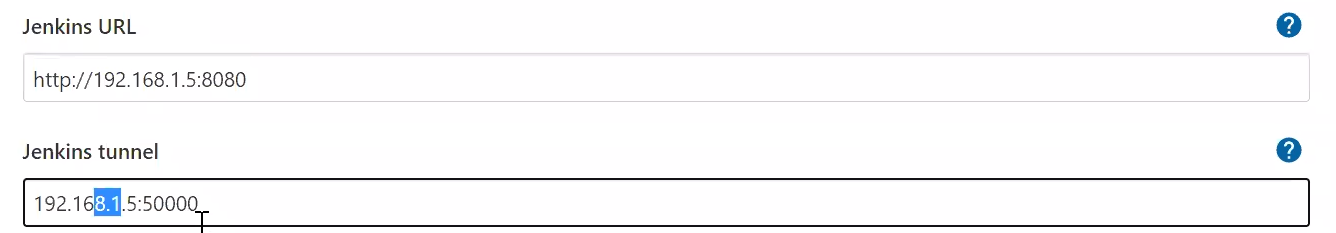 Jenkins URL
?
http://192.168.1.5:8080
Jenkins tunnel
?
192.168.1.5:50000